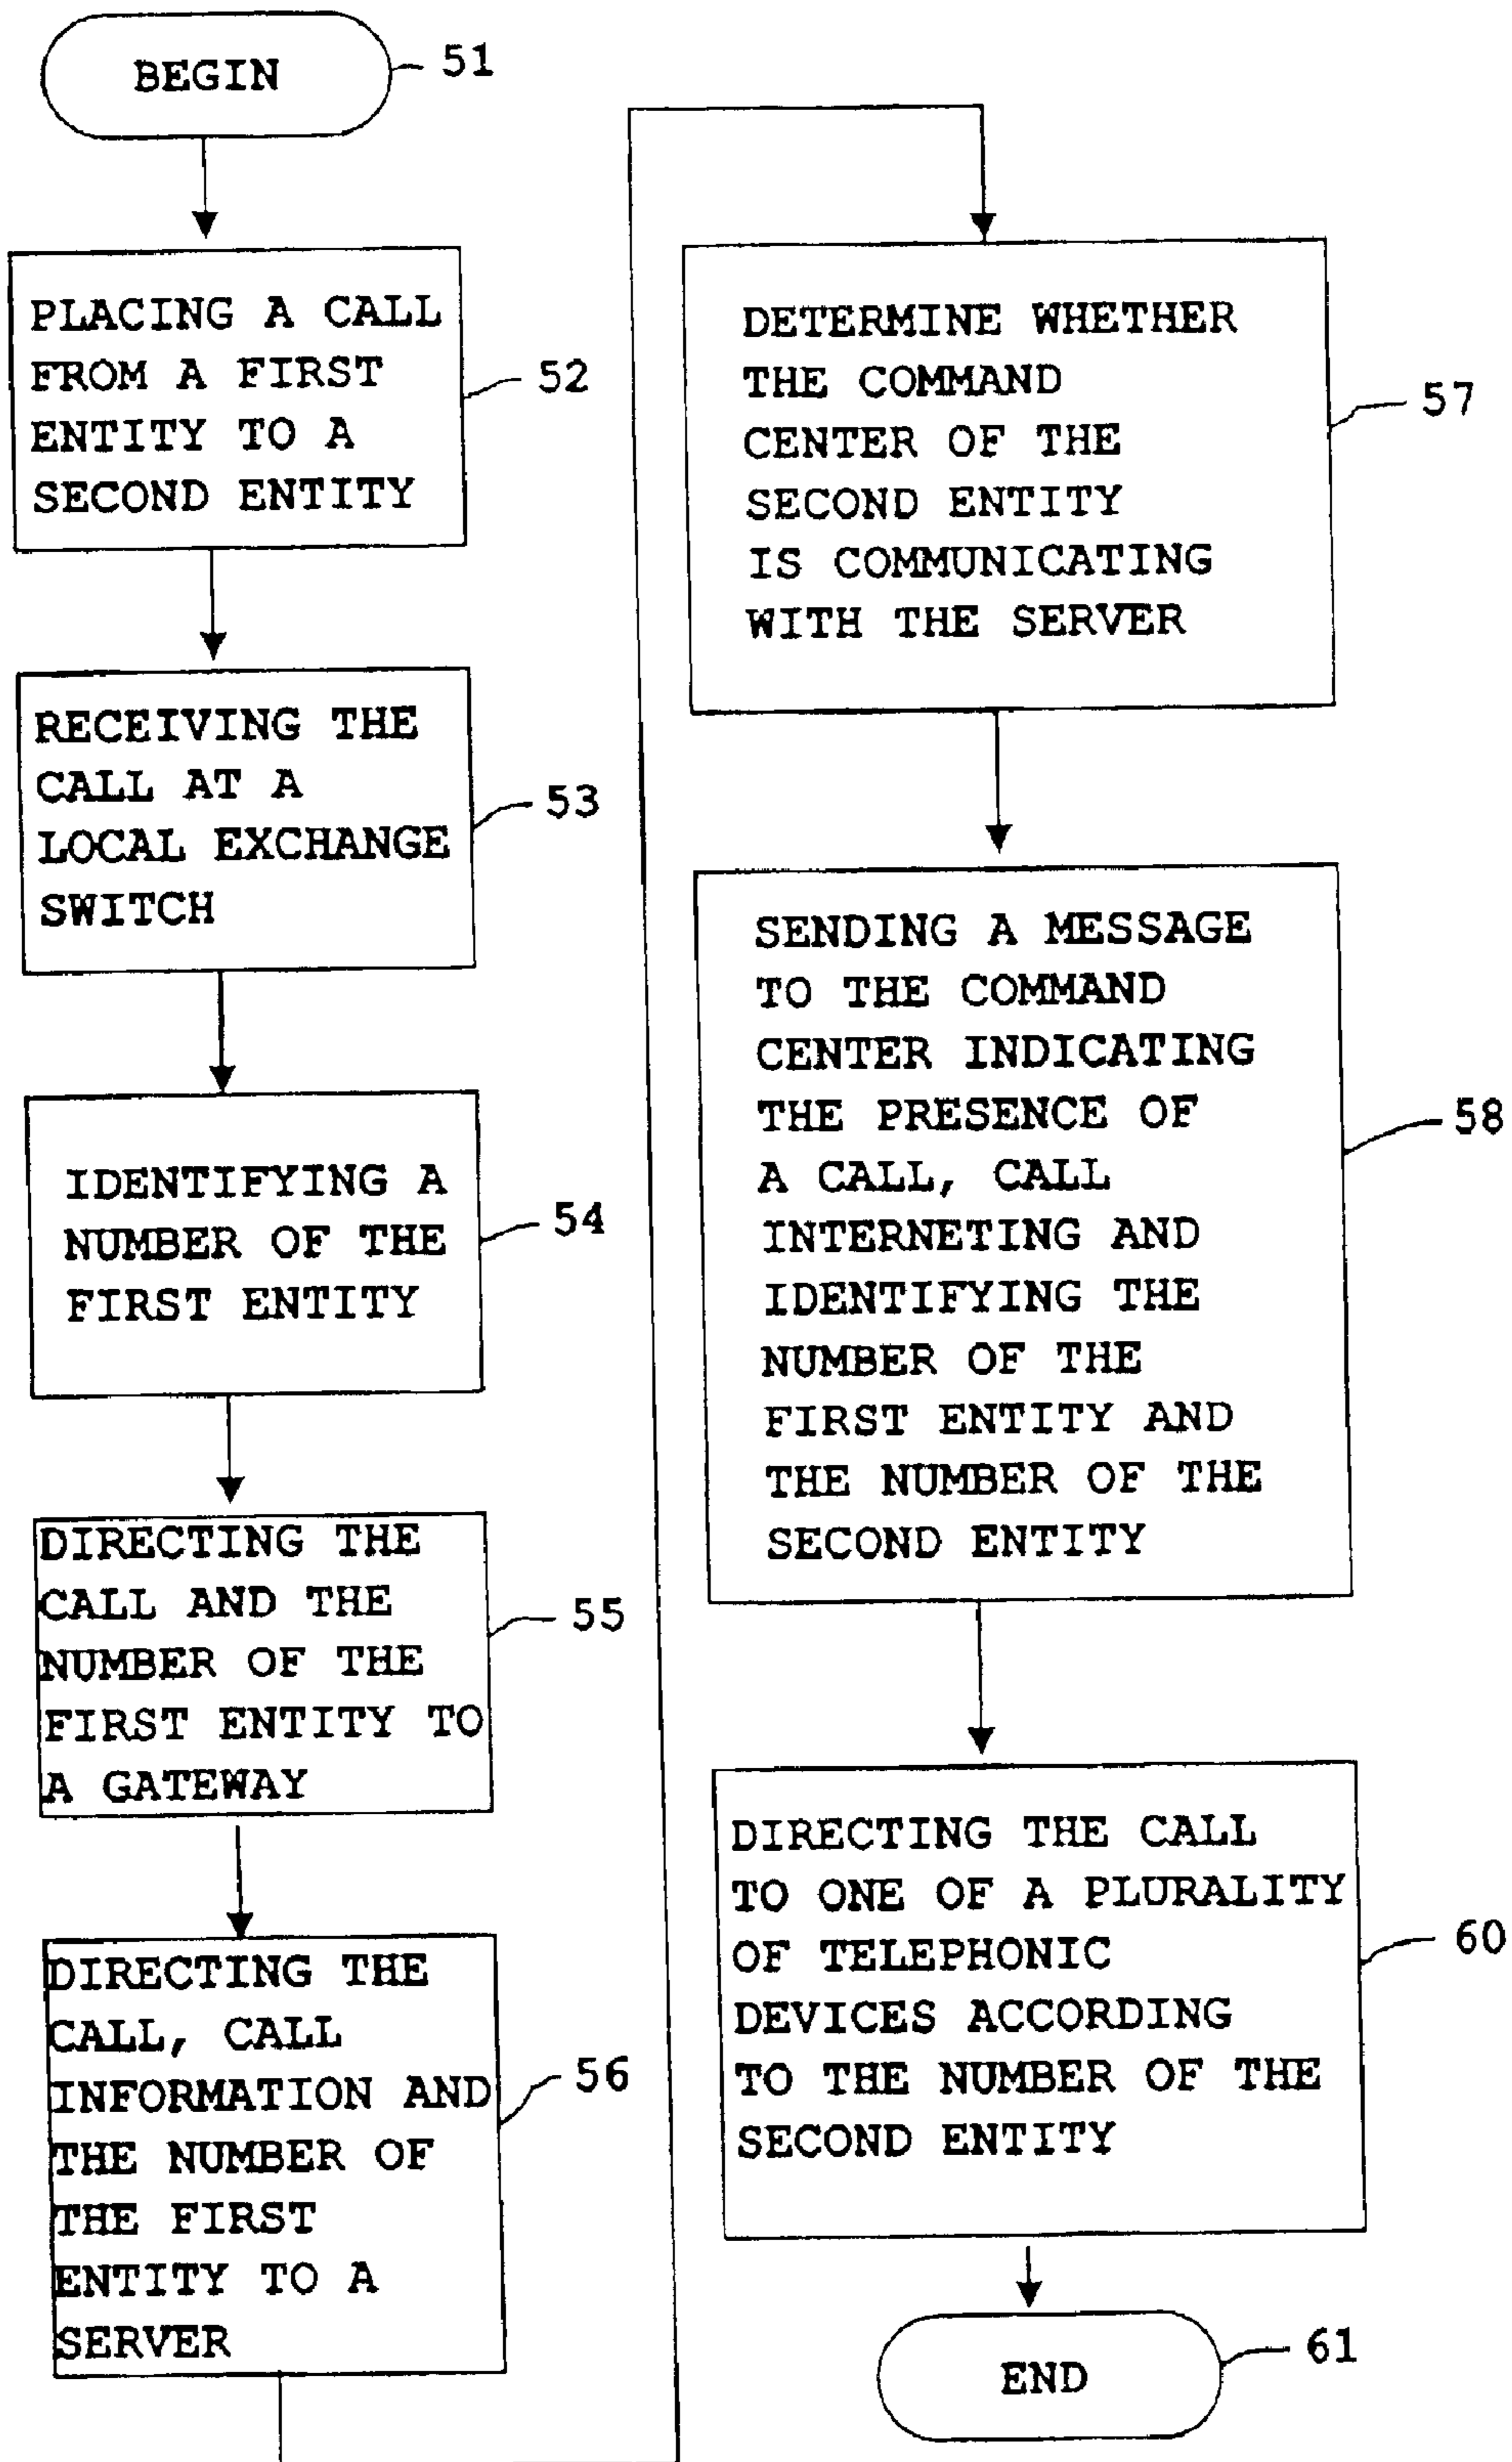 BEGIN
51
PLACING A CALL
FROM A FIRST
ENTITY TO A
SECOND ENTITY
52
RECEIVING THE
CALL AT A
LOCAL EXCHANGE
SWITCH
53
IDENTIFYING A
NUMBER OF THE
FIRST ENTITY
54
DIRECTING THE
CALL AND THE
NUMBER OF THE
FIRST ENTITY TO
A GATEWAY
55
DIRECTING THE
CALL, CALL
INFORMATION AND
THE NUMBER OF
THE FIRST
ENTITY TO A
SERVER
56
DETERMINE WHETHER
THE COMMAND
CENTER OF THE
SECOND ENTITY
IS COMMUNICATING
WITH THE SERVER
57
SENDING A MESSAGE
TO THE COMMAND
CENTER INDICATING
THE PRESENCE OF
A CALL, CALL
INTERNETING AND
IDENTIFYING THE
NUMBER OF THE
FIRST ENTITY AND
THE NUMBER OF THE
SECOND ENTITY
58
DIRECTING THE CALL
TO ONE OF A PLURALITY
OF TELEPHONIC
DEVICES ACCORDING
TO THE NUMBER OF THE
SECOND ENTITY
60
END
61